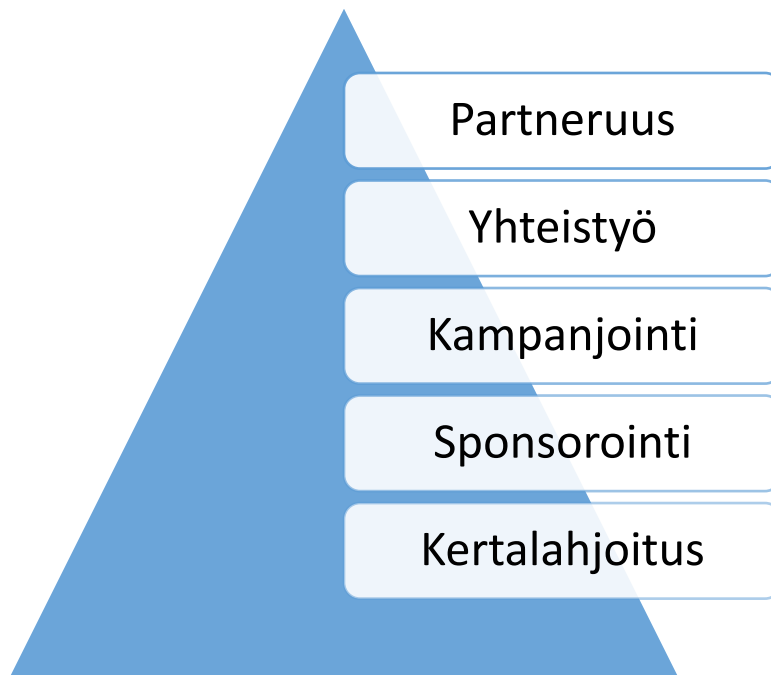 Partneruus
Yhteistyö
Kampanjointi
Sponsorointi
Kertalahjoitus